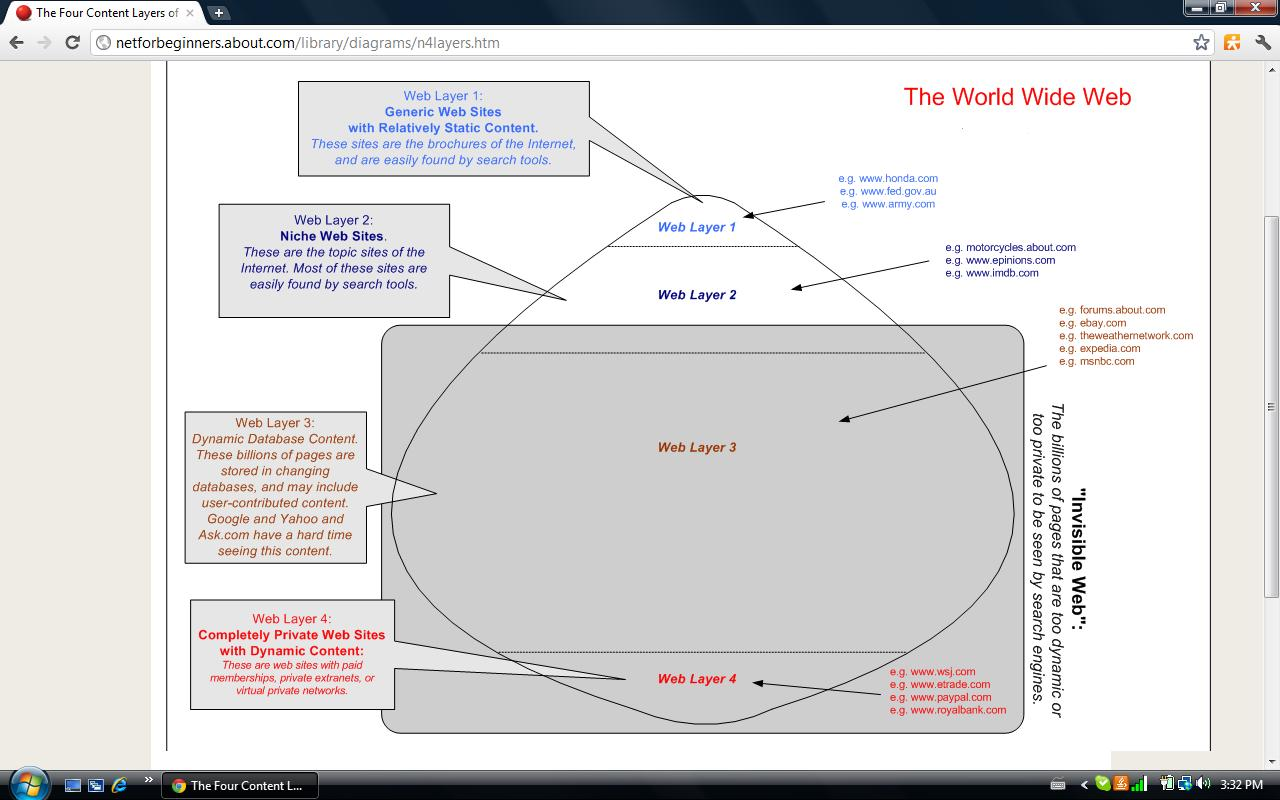 The Four Content Layers of
netforbeginners.about.com/library/diagrams/n4layers.htm
The World Wide Web
Web Layer 1:
Generic Web Sites
with Relatively Static Content.
These sites are the brochures of the Internet,
and are easily found by search tools.
e.g. www.honda.com
e.g. www.fed.gov.au
e.g. www.army.com
Web Layer 1
Web Layer 2:
Niche Web Sites.
These are the topic sites of the
Internet. Most of these sites are
easily found by search tools.
e.g. motorcycles.about.com
e.g. www.epinions.com
e.g. www.imdb.com
Web Layer 2
e.g. forums.about.com
e.g. ebay.com
e.g. theweathernetwork.com
e.g. expedia.com
e.g. msnbc.com
Web Layer 3:
Dynamic Database Content.
These billions of pages are
stored in changing
databases, and may include
user-contributed content.
Google and Yahoo and
Ask.com have a hard time
seeing this content.
Web Layer 3
"Invisible Web":
The billions of pages that are too dynamic or
too private to be seen by search engines.
Web Layer 4:
Completely Private Web Sites
with Dynamic Content:
These are web sites with paid
memberships, private extranets, or
virtual private networks.
Web Layer 4
e.g. www.wsj.com
e.g. www.etrade.com
e.g. www.paypal.com
e.g. www.royalbank.com
The Four Content L...
3:32 PM